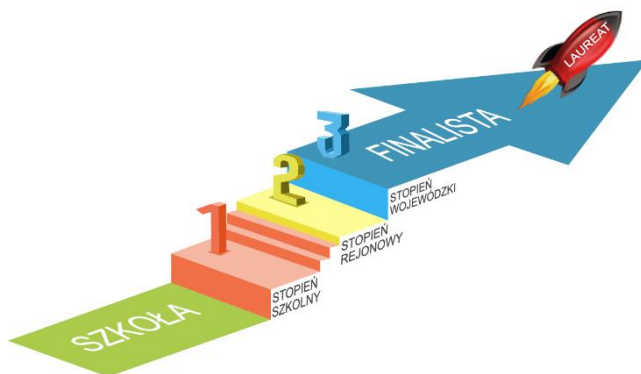 LAUREAT
3
FINALISTA
STOPIEŃ
WOJEWÓDZKI
2
STOPIEŃ
REJONOWY
1
STOPIEŃ
SZKOLNY
SZKOŁA